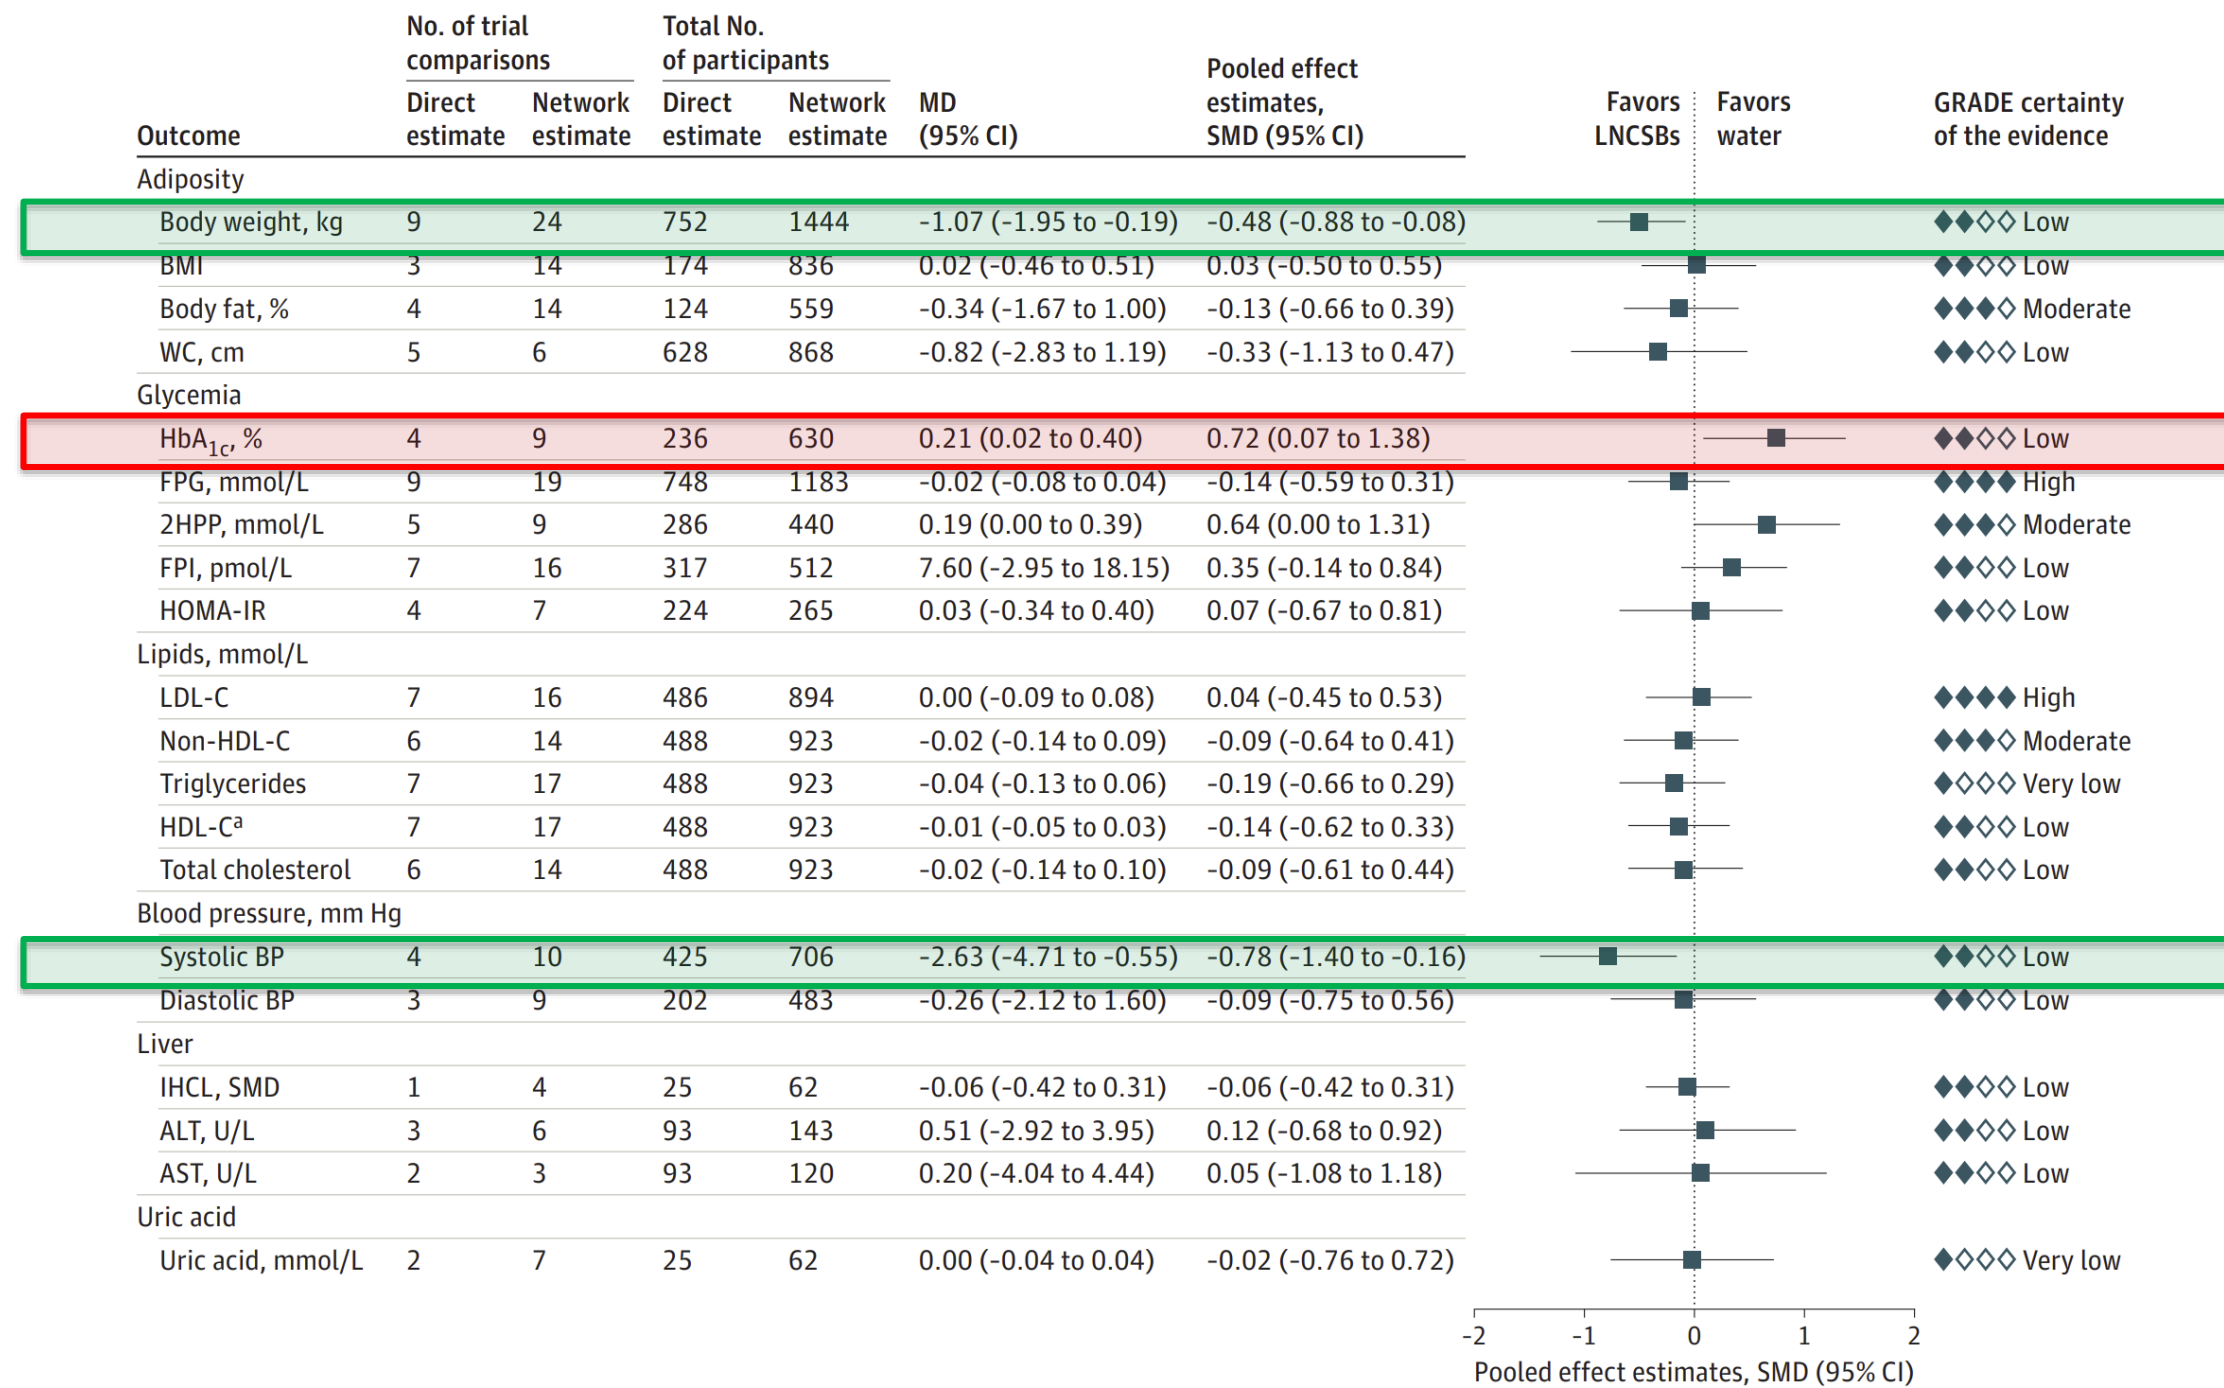 No. of trial comparisons Total No. of participants
Pooled effect estimates, SMD (95% CI)
Outcome Direct estimate Network estimate Direct estimate Network estimate MD (95% CI) Favors LNCSBs Favors water GRADE certainty of the evidence
Adiposity
Body weight, kg 9 24 752 1444 -1.07 (-1.95 to -0.19) -0.48 (-0.88 to -0.08) Low
BMI 3 14 174 836 0.02 (-0.46 to 0.51) 0.03 (-0.50 to 0.55) Low
Body fat, % 4 14 124 559 -0.34 (-1.67 to 1.00) -0.13 (-0.66 to 0.39) Moderate
WC, cm 5 6 628 868 -0.82 (-2.83 to 1.19) -0.33 (-1.13 to 0.47) Low
Glycemia
HbA1c, % 4 9 236 630 0.21 (0.02 to 0.40) 0.72 (0.07 to 1.38) Low
FPG, mmol/L 9 19 748 1183 -0.02 (-0.08 to 0.04) -0.14 (-0.59 to 0.31) High
2HPP, mmol/L 5 9 286 440 0.19 (0.00 to 0.39) 0.64 (0.00 to 1.31) Moderate
FPI, pmol/L 7 16 317 512 7.60 (-2.95 to 18.15) 0.35 (-0.14 to 0.84) Low
HOMA-IR 4 7 224 265 0.03 (-0.34 to 0.40) 0.07 (-0.67 to 0.81) Low
Lipids, mmol/L
LDL-C 7 16 486 894 0.00 (-0.09 to 0.08) 0.04 (-0.45 to 0.53) High
Non-HDL-C 6 14 488 923 -0.02 (-0.14 to 0.09) -0.09 (-0.64 to 0.41) Moderate
Triglycerides 7 17 488 923 -0.04 (-0.13 to 0.06) -0.19 (-0.66 to 0.29) Very low
HDL-Cª 7 17 488 923 -0.01 (-0.05 to 0.03) -0.14 (-0.62 to 0.33) Low
Total cholesterol 6 14 488 923 -0.02 (-0.14 to 0.10) -0.09 (-0.61 to 0.44) Low
Blood pressure, mm Hg
Systolic BP 4 10 425 706 -2.63 (-4.71 to -0.55) -0.78 (-1.40 to -0.16) Low
Diastolic BP 3 9 202 483 -0.26 (-2.12 to 1.60) -0.09 (-0.75 to 0.56) Low
Liver
IHCL, SMD 1 4 25 62 -0.06 (-0.42 to 0.31) -0.06 (-0.42 to 0.31) Low
ALT, U/L 3 6 93 143 0.51 (-2.92 to 3.95) 0.12 (-0.68 to 0.92) Low
AST, U/L 2 3 93 120 0.20 (-4.04 to 4.44) 0.05 (-1.08 to 1.18) Low
Uric acid
Uric acid, mmol/L 2 7 25 62 0.00 (-0.04 to 0.04) -0.02 (-0.76 to 0.72) Very low
-2 -1 0 1 2
Pooled effect estimates, SMD (95% CI)